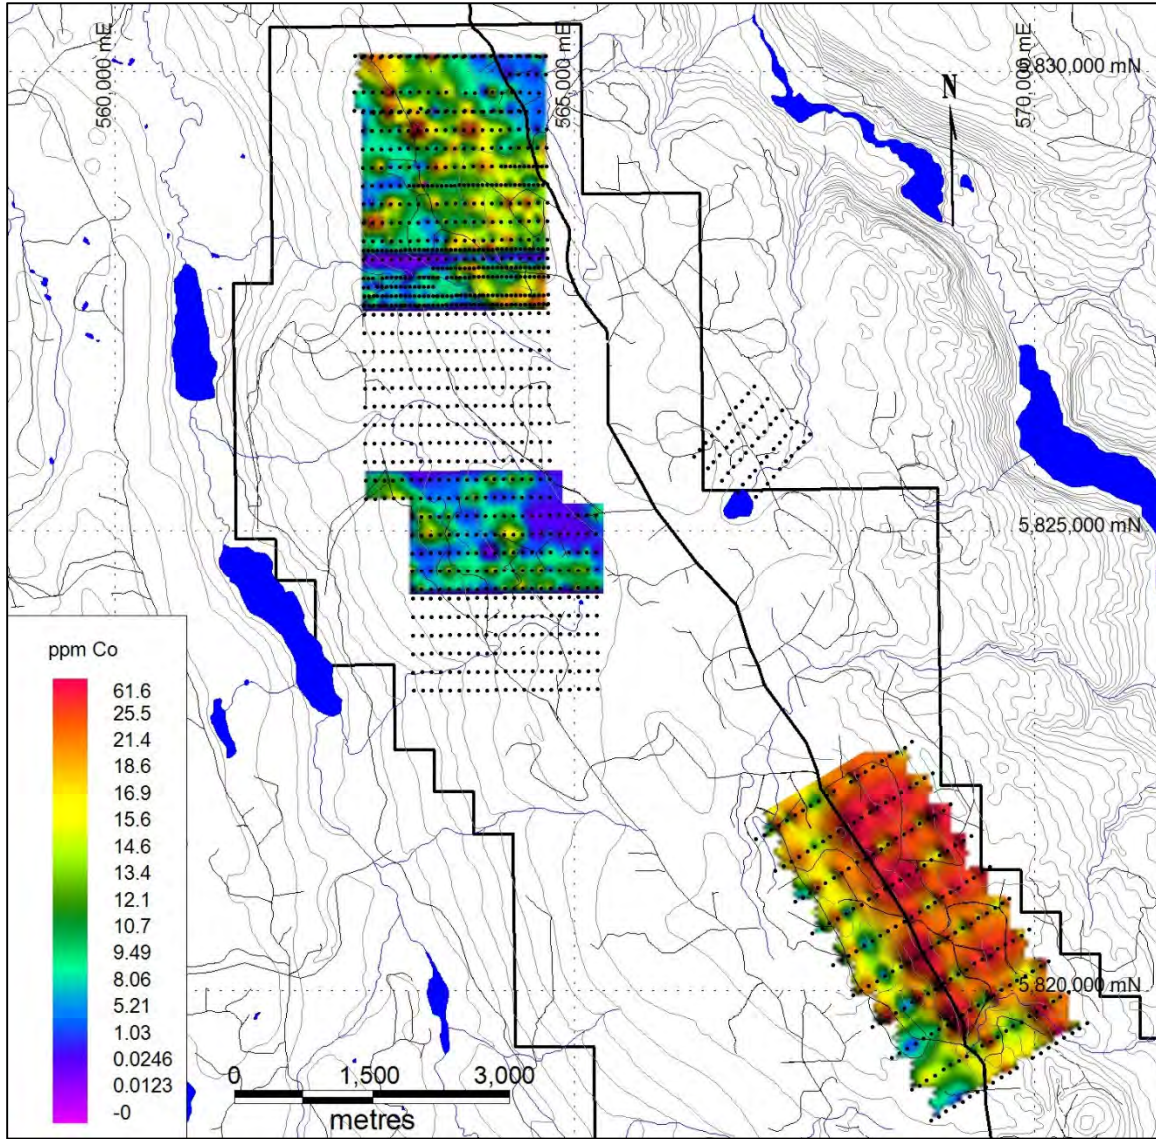 560,000 mE
565,000 mE
570,000 mE
5,830,000 mN
N
5,825,000 mN
ppm Co
61.6
25.5
21.4
18.6
16.9
15.6
14.6
13.4
12.1
10.7
9.49
8.06
5.21
1.03
0.0246
0.0123
-0
5,820,000 mN
0 1,500 3,000
metres